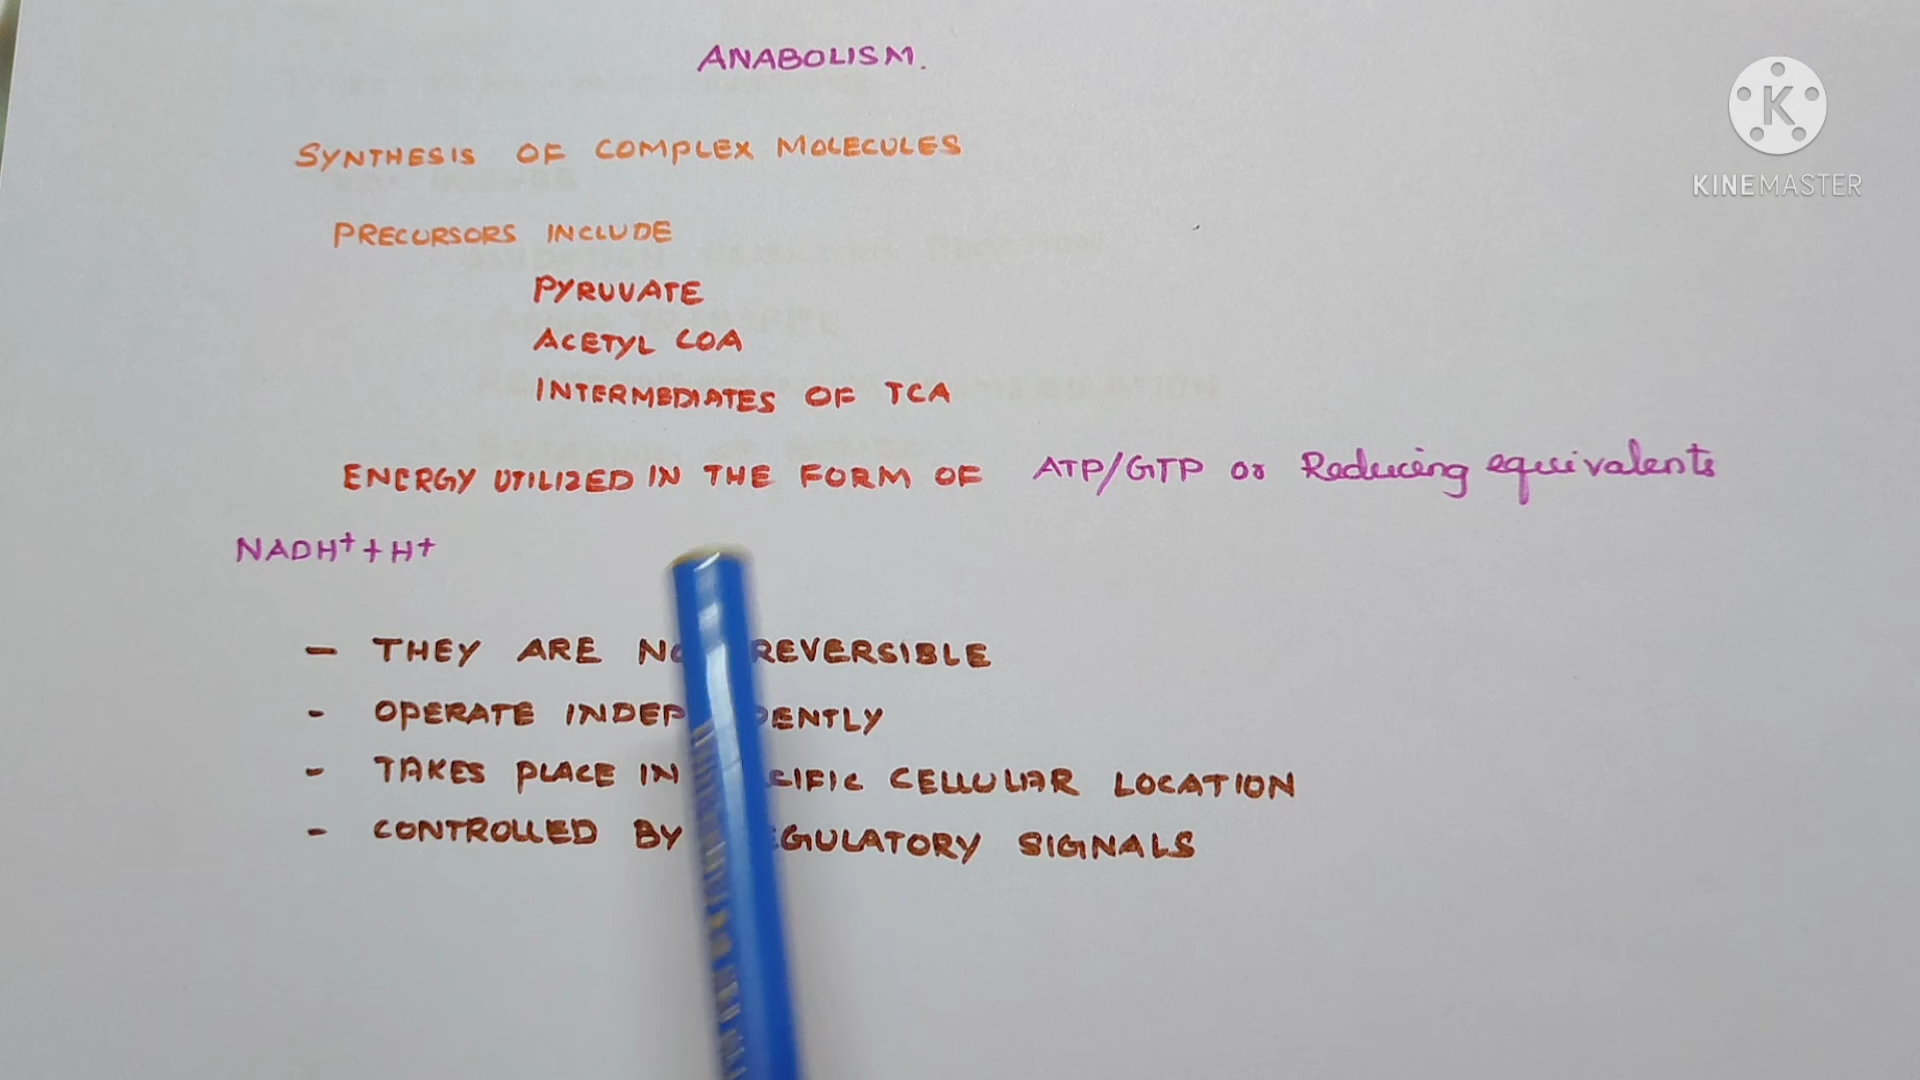 ANABOLISM.
K
KINEMASTER
SYNTHESIS OF COMPLEX MOLECULES
PRECURSORS INCLUDE
PYRUVATE
ACETYL COA
INTERMEDIATES OF TCA
ENERGY UTILIZED IN THE FORM OF ATP/GTP or Reducing equivalents
NADH⁺ + H⁺
- THEY ARE REVERSIBLE
- OPERATE
- TAKES PLACE IN CELLULAR LOCATION
- CONTROLLED BY SIGNALS